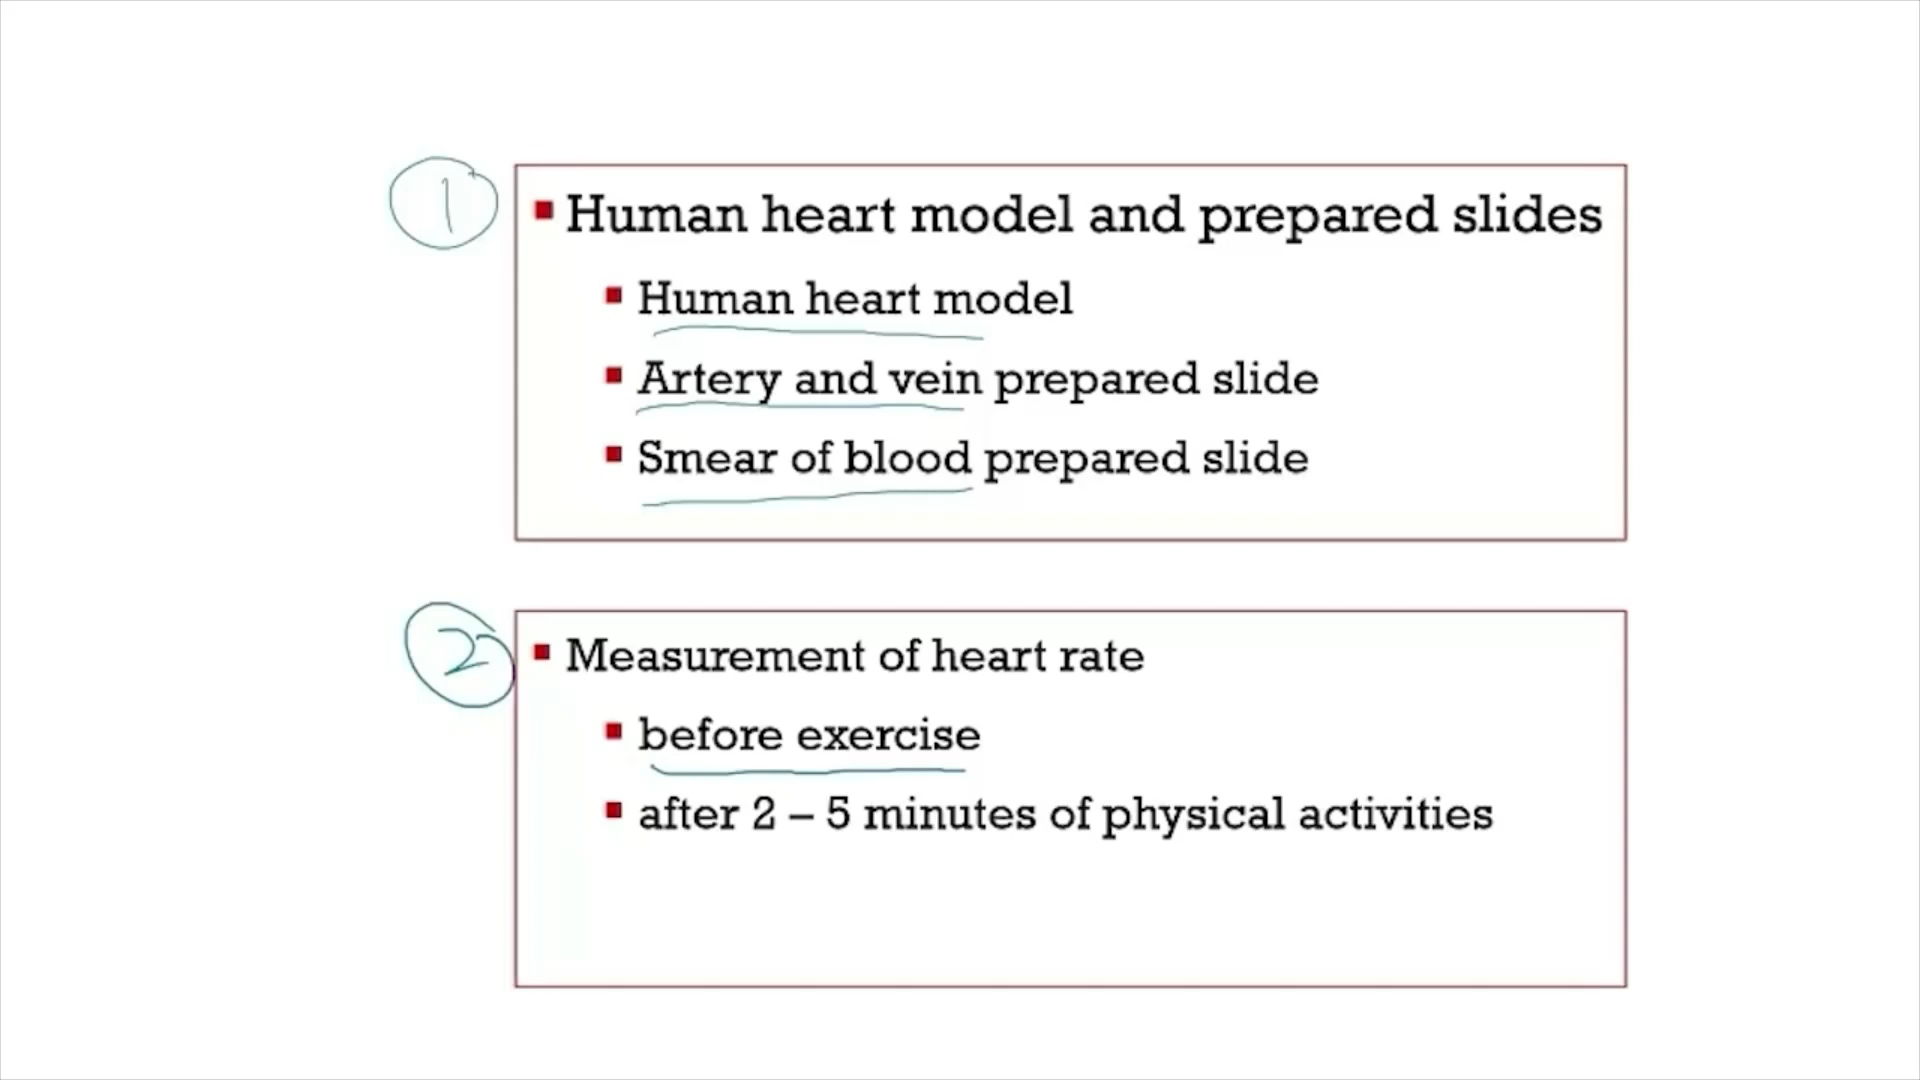 1
Human heart model and prepared slides
Human heart model
Artery and vein prepared slide
Smear of blood prepared slide
2
Measurement of heart rate
before exercise
after 2 – 5 minutes of physical activities